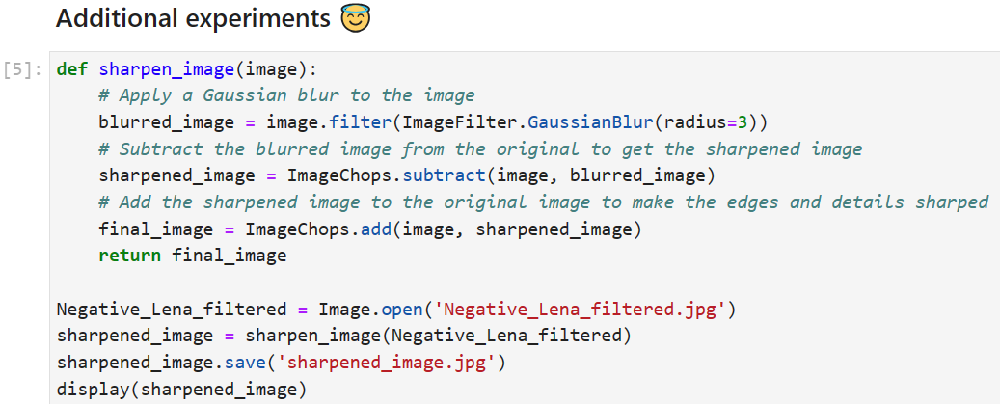 Additional experiments 😇
[5]: def sharpen_image(image):
# Apply a Gaussian blur to the image
blurred_image = image.filter(ImageFilter.GaussianBlur(radius=3))
# Subtract the blurred image from the original to get the sharpened image
sharpened_image = ImageChops.subtract(image, blurred_image)
# Add the sharpened image to the original image to make the edges and details sharped
final_image = ImageChops.add(image, sharpened_image)
return final_image
Negative_Lena_filtered = Image.open('Negative_Lena_filtered.jpg')
sharpened_image = sharpen_image(Negative_Lena_filtered)
sharpened_image.save('sharpened_image.jpg')
display(sharpened_image)